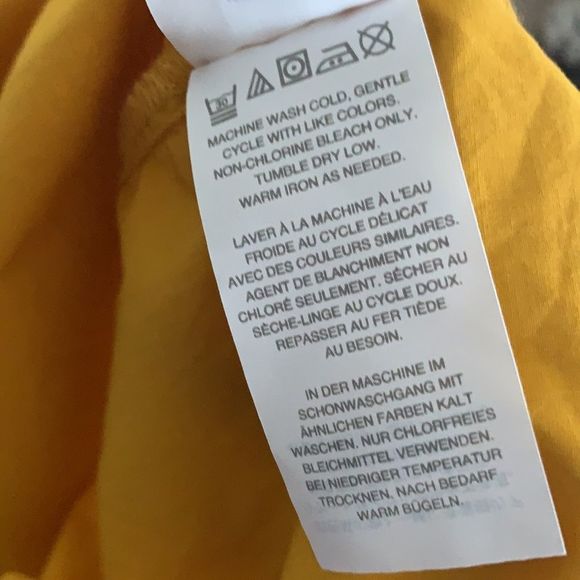 30
MACHINE WASH COLD, GENTLE
CYCLE WITH LIKE COLORS.
NON-CHLORINE BLEACH ONLY.
TUMBLE DRY LOW.
WARM IRON AS NEEDED.
LAVER À LA MACHINE À L'EAU
FROIDE AU CYCLE DÉLICAT
AVEC DES COULEURS SIMILAIRES.
AGENT DE BLANCHIMENT NON
CHLORÉ SEULEMENT. SÉCHER AU
SÈCHE-LINGE AU CYCLE DOUX.
REPASSER AU FER TIÈDE
AU BESOIN.
IN DER MASCHINE IM
SCHONWASCHGANG MIT
ÄHNLICHEN FARBEN KALT
WASCHEN. NUR CHLORFREIES
BLEICHMITTEL VERWENDEN.
BEI NIEDRIGER TEMPERATUR
TROCKNEN. NACH BEDARF
WARM BÜGELN.